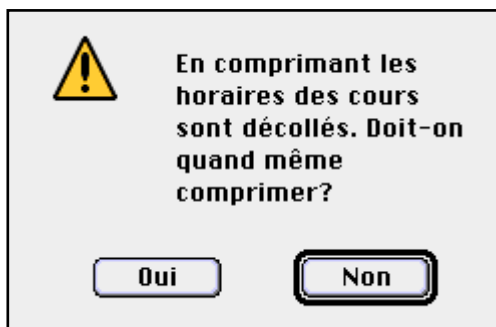 En comprimant les
horaires des cours
sont décollés. Doit-on
quand même
comprimer?
Oui Non